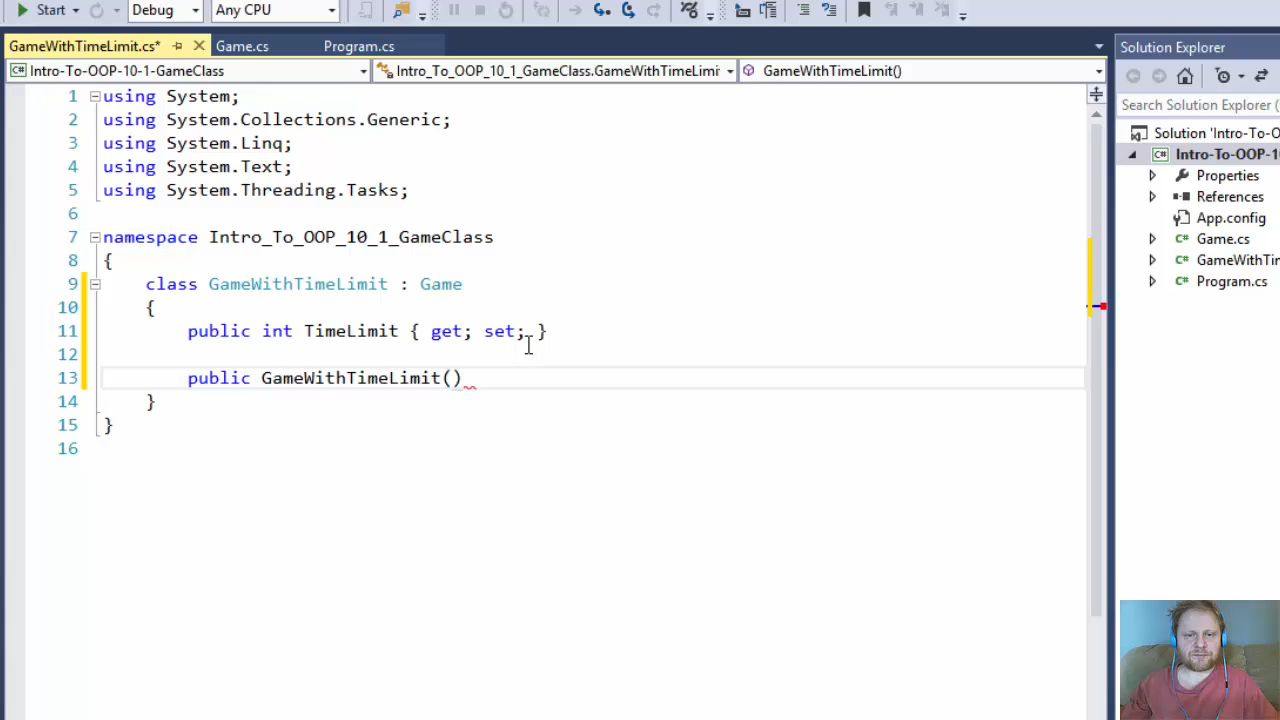 Start Debug Any CPU
GameWithTimeLimit.cs* Game.cs Program.cs
Intro-To-OOP-10-1-GameClass Intro_To_OOP_10_1_GameClass.GameWithTimeLimi GameWithTimeLimit()
1 using System;
2 using System.Collections.Generic;
3 using System.Linq;
4 using System.Text;
5 using System.Threading.Tasks;
6
7 namespace Intro_To_OOP_10_1_GameClass
8 {
9 class GameWithTimeLimit : Game
10 {
11 public int TimeLimit { get; set; }
12
13 public GameWithTimeLimit()
14 }
15 }
16
Solution Explorer
Search Solution Explorer (
Solution 'Intro-To-O
Intro-To-OOP-1
Properties
References
App.config
Game.cs
GameWithTir
Program.cs